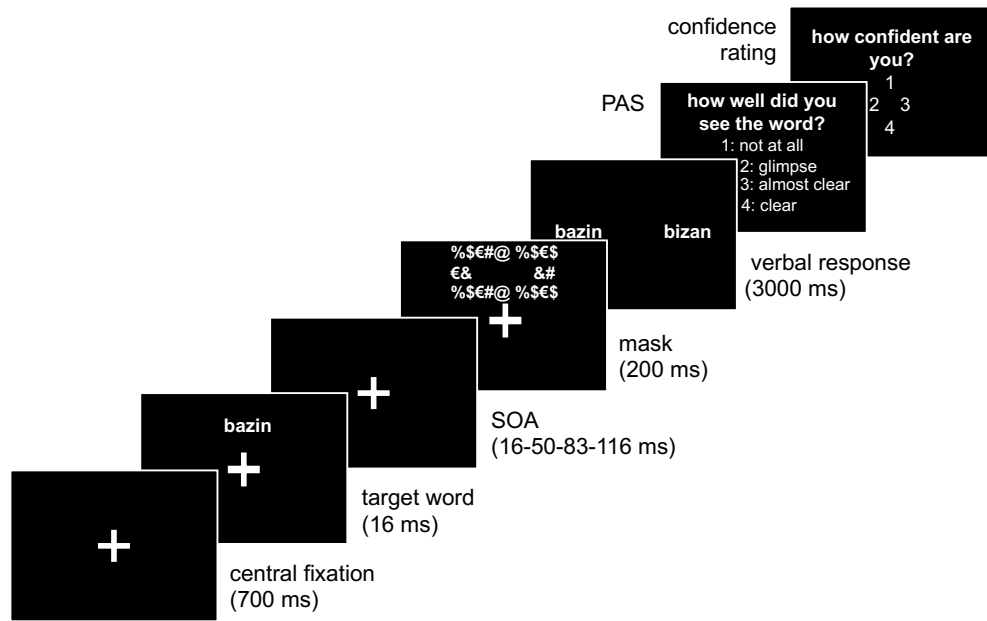 confidence
rating
how confident are
you?
1
2 3
4
PAS
how well did you
see the word?
1: not at all
2: glimpse
3: almost clear
4: clear
bazin bizan
verbal response
(3000 ms)
%$€#@ %$€$
€& &#
%$€#@ %$€$
mask
(200 ms)
SOA
(16-50-83-116 ms)
bazin
target word
(16 ms)
central fixation
(700 ms)